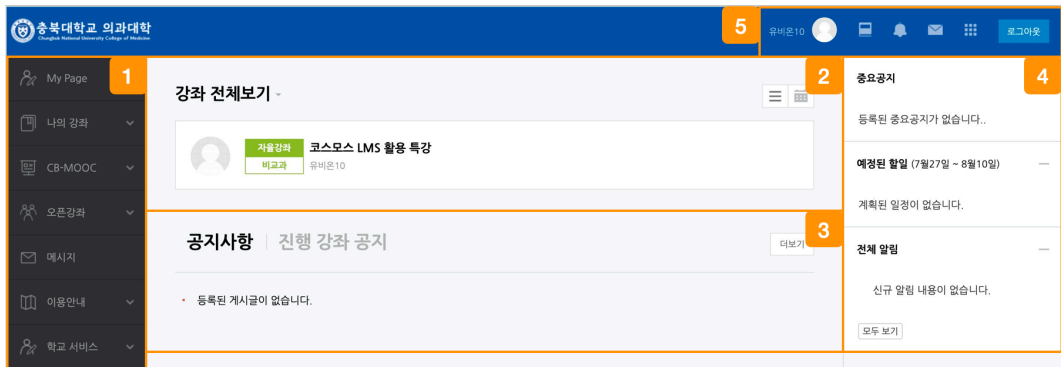 충북대학교 의과대학
Chungbuk National University College of Medicine
5
유비온10
로그아웃
1
My Page
나의 강좌
CB-MOOC
오픈강좌
메시지
이용안내
학교 서비스
2
강좌 전체보기
자율강좌
비교과
코스모스 LMS 활용 특강
유비온10
3
공지사항
진행 강좌 공지
더보기
등록된 게시글이 없습니다.
4
중요공지
등록된 중요공지가 없습니다..
예정된 할일 (7월27일 ~ 8월10일)
계획된 일정이 없습니다.
전체 알림
신규 알림 내용이 없습니다.
모두 보기